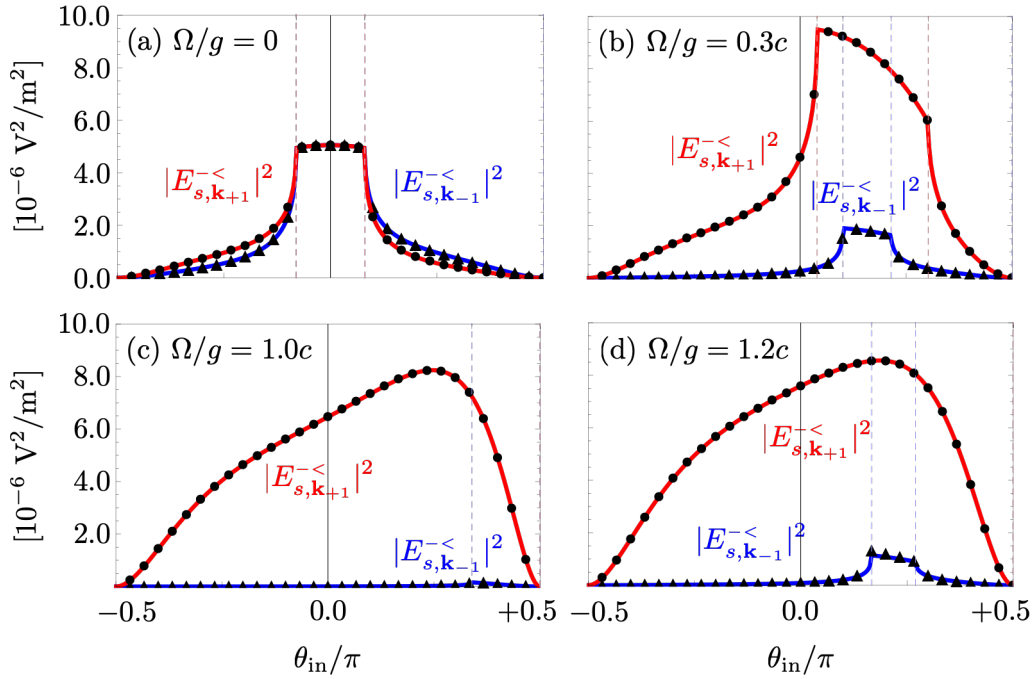 [10⁻⁶ V²/m²]
10.0
8.0
6.0
4.0
2.0
0.0
(a) Ω/g = 0
|E⁻˂ₛ,𝐤₊₁|²
|E⁻˂ₛ,𝐤₋₁|²
(b) Ω/g = 0.3c
|E⁻˂ₛ,𝐤₊₁|²
|E⁻˂ₛ,𝐤₋₁|²
[10⁻⁶ V²/m²]
10.0
8.0
6.0
4.0
2.0
(c) Ω/g = 1.0c
|E⁻˂ₛ,𝐤₊₁|²
|E⁻˂ₛ,𝐤₋₁|²
−0.5 0.0 +0.5
θin/π
(d) Ω/g = 1.2c
|E⁻˂ₛ,𝐤₊₁|²
|E⁻˂ₛ,𝐤₋₁|²
−0.5 0.0 +0.5
θin/π